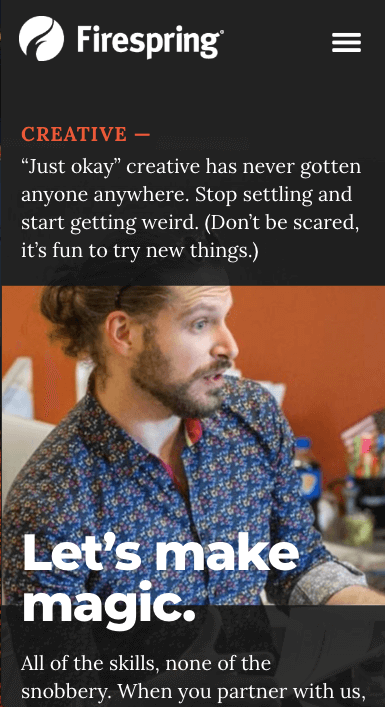 Firespring®
CREATIVE —
“Just okay” creative has never gotten
anyone anywhere. Stop settling and
start getting weird. (Don’t be scared,
it’s fun to try new things.)
Let’s make
magic.
All of the skills, none of the
snobbery. When you partner with us,